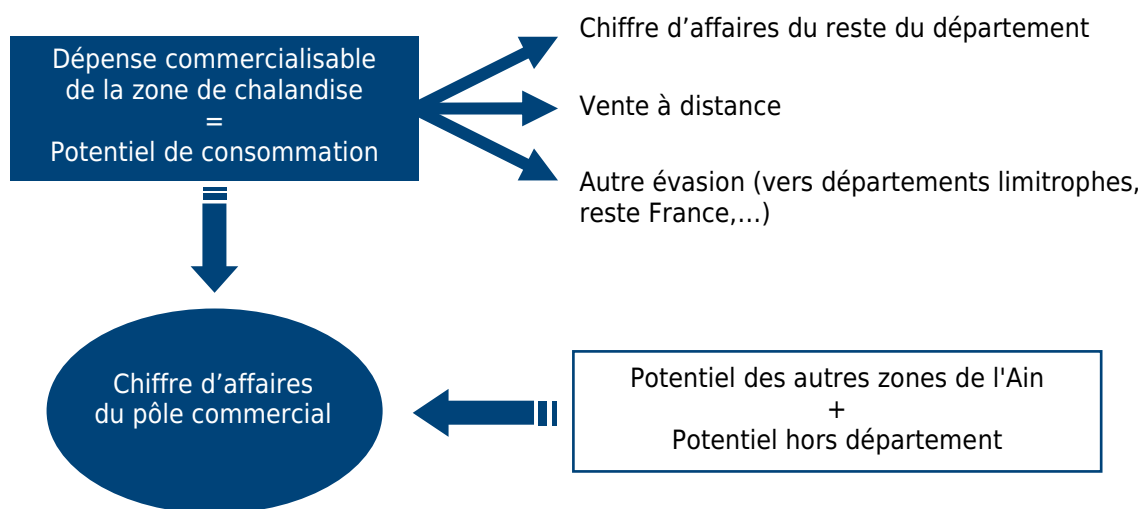 Dépense commercialisable
de la zone de chalandise
=
Potentiel de consommation
Chiffre d’affaires du reste du département
Vente à distance
Autre évasion (vers départements limitrophes,
reste France,…)
Chiffre d’affaires
du pôle commercial
Potentiel des autres zones de l'Ain
+
Potentiel hors département